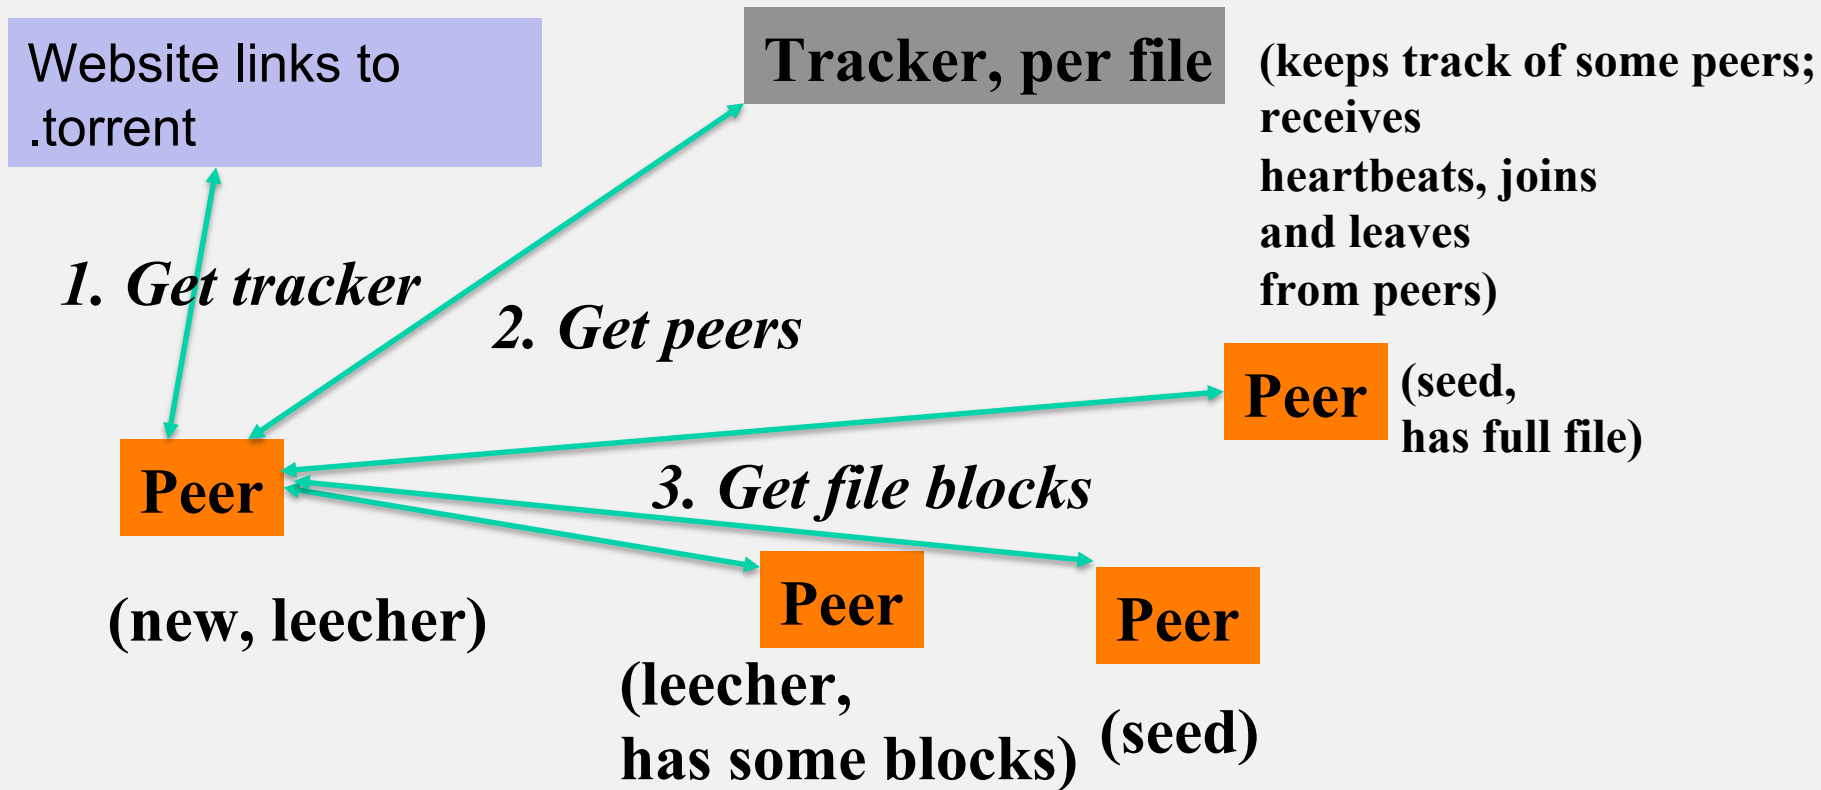 Website links to
.torrent
Tracker, per file
(keeps track of some peers;
receives
heartbeats, joins
and leaves
from peers)
1. Get tracker
2. Get peers
Peer
(seed,
has full file)
Peer
3. Get file blocks
(new, leecher)
Peer
(leecher,
has some blocks)
Peer
(seed)